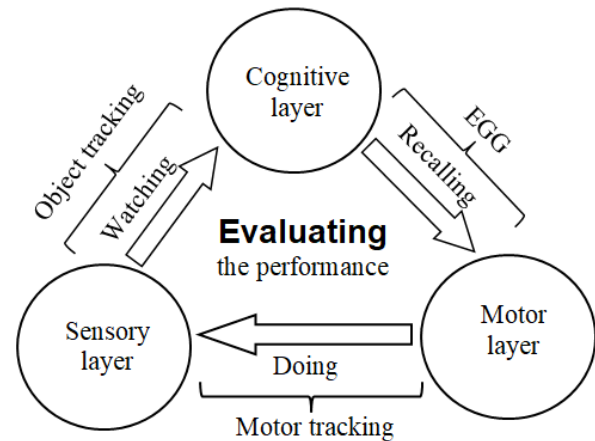 Cognitive
layer
Object tracking
Watching
EGG
Recalling
Evaluating
the performance
Sensory
layer
Motor
layer
Doing
Motor tracking